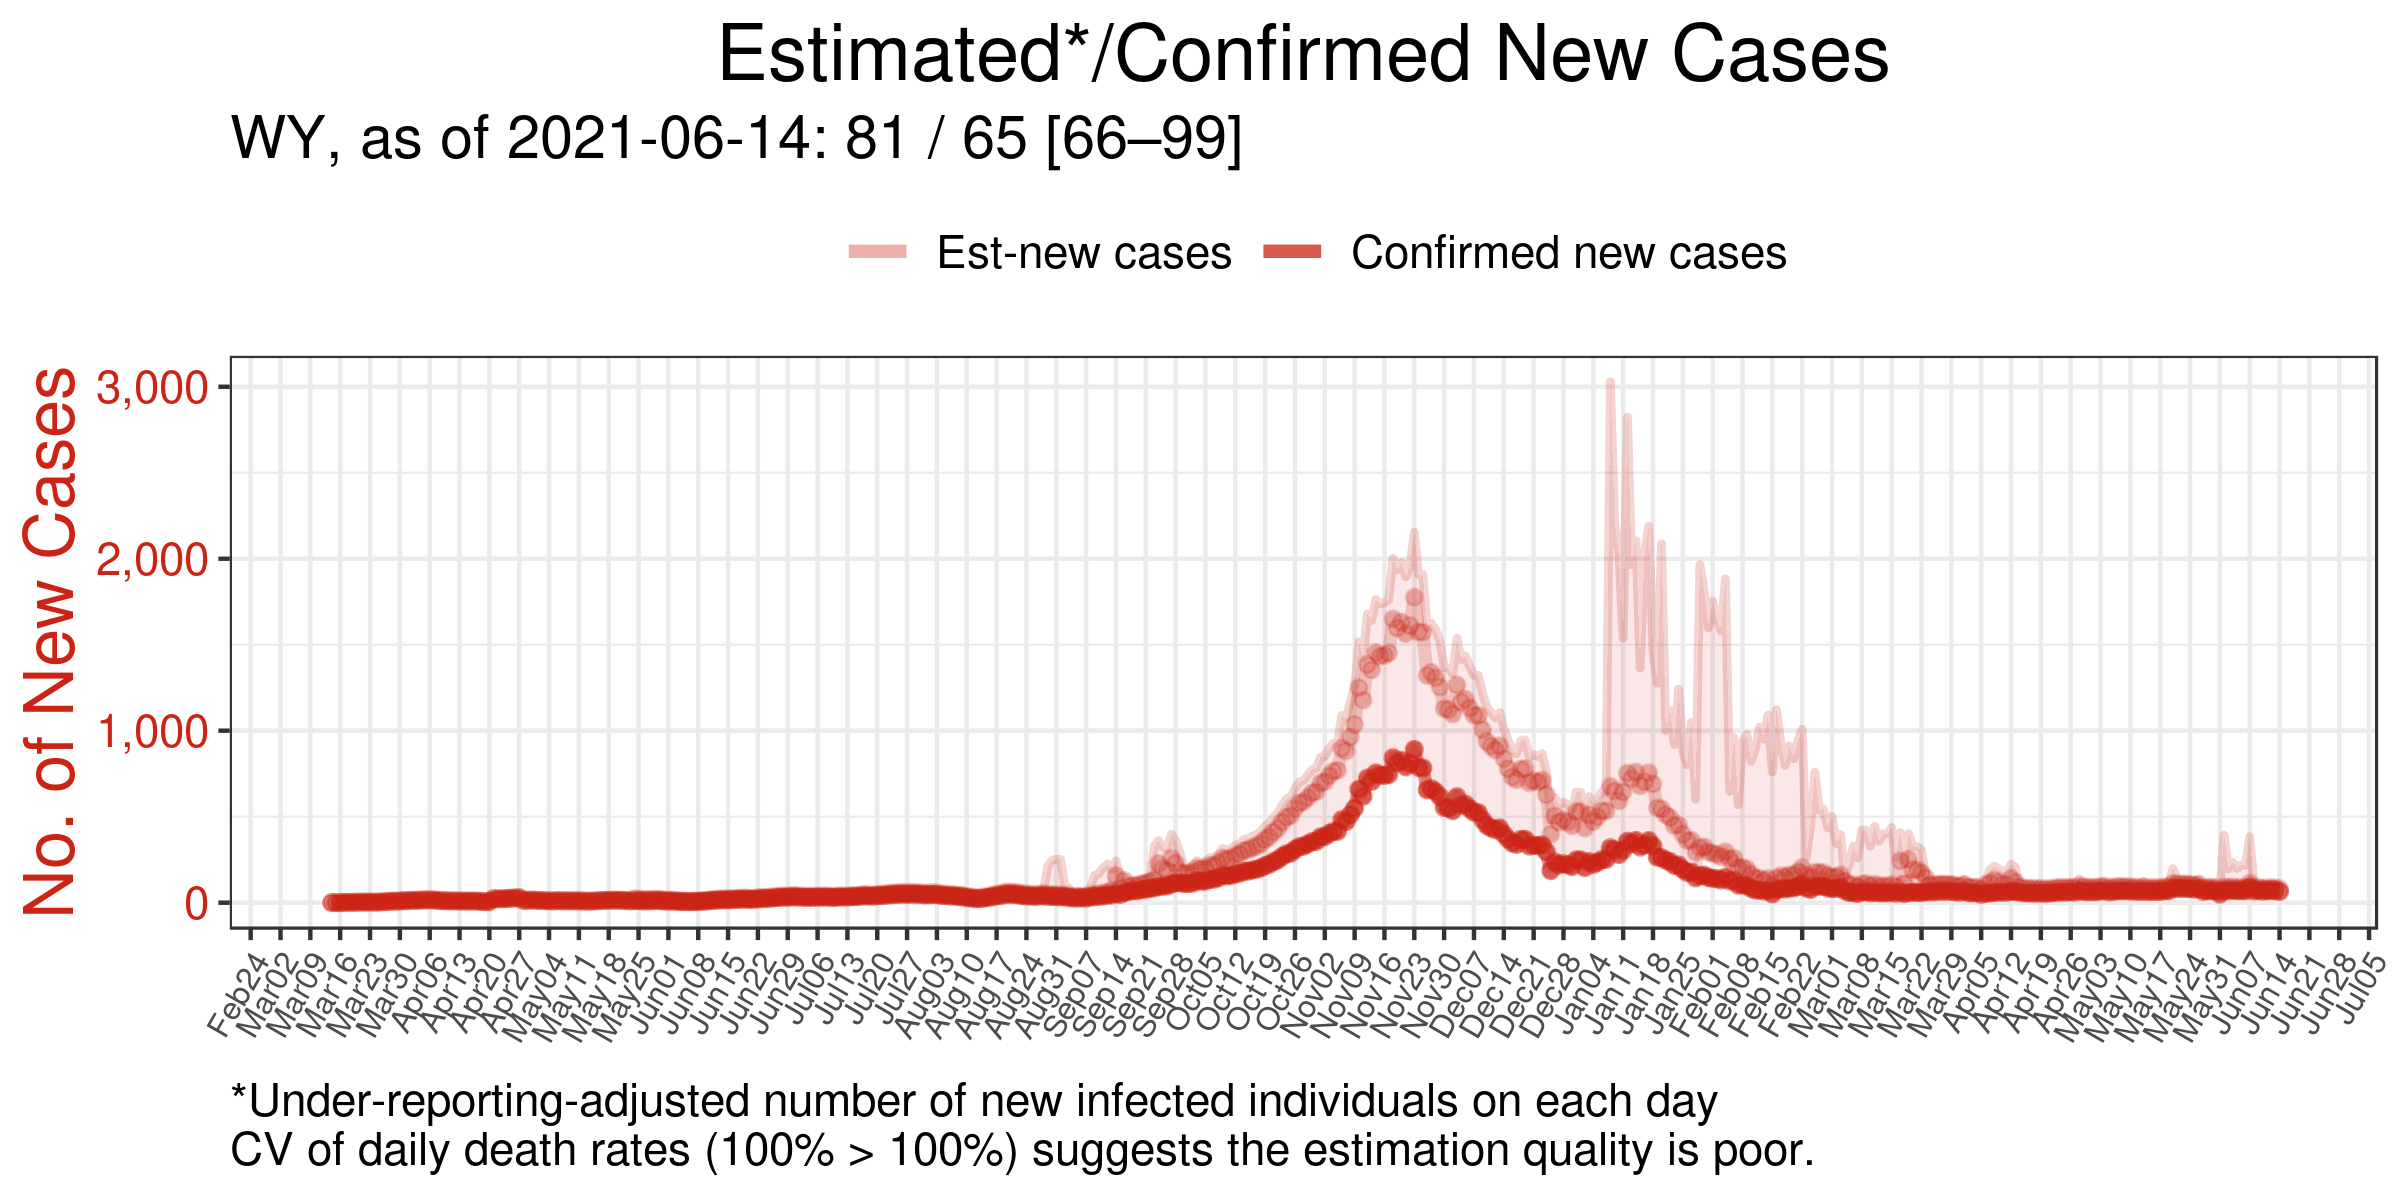 Estimated*/Confirmed New Cases
WY, as of 2021-06-14: 81 / 65 [66–99]
Est-new cases Confirmed new cases
No. of New Cases
3,000
2,000
1,000
0
Feb24 Mar02 Mar09 Mar16 Mar23 Mar30 Apr06 Apr13 Apr20 Apr27 May04 May11 May18 May25 Jun01 Jun08 Jun15 Jun22 Jun29 Jul06 Jul13 Jul20 Jul27 Aug03 Aug10 Aug17 Aug24 Aug31 Sep07 Sep14 Sep21 Sep28 Oct05 Oct12 Oct19 Oct26 Nov02 Nov09 Nov16 Nov23 Nov30 Dec07 Dec14 Dec21 Dec28 Jan04 Jan11 Jan18 Jan25 Feb01 Feb08 Feb15 Feb22 Mar01 Mar08 Mar15 Mar22 Mar29 Apr05 Apr12 Apr19 Apr26 May03 May10 May17 May24 May31 Jun07 Jun14 Jun21 Jun28 Jul05
*Under-reporting-adjusted number of new infected individuals on each day
CV of daily death rates (100% > 100%) suggests the estimation quality is poor.